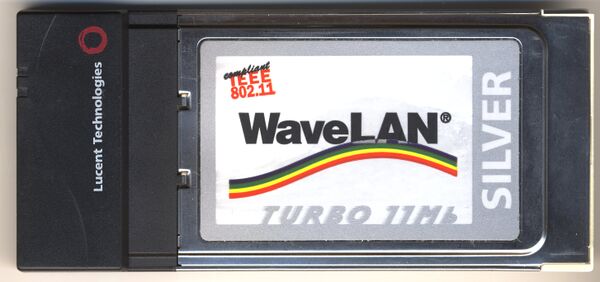 Lucent Technologies
compliant
IEEE
802.11
WaveLAN®
TURBO 11Mb
SILVER